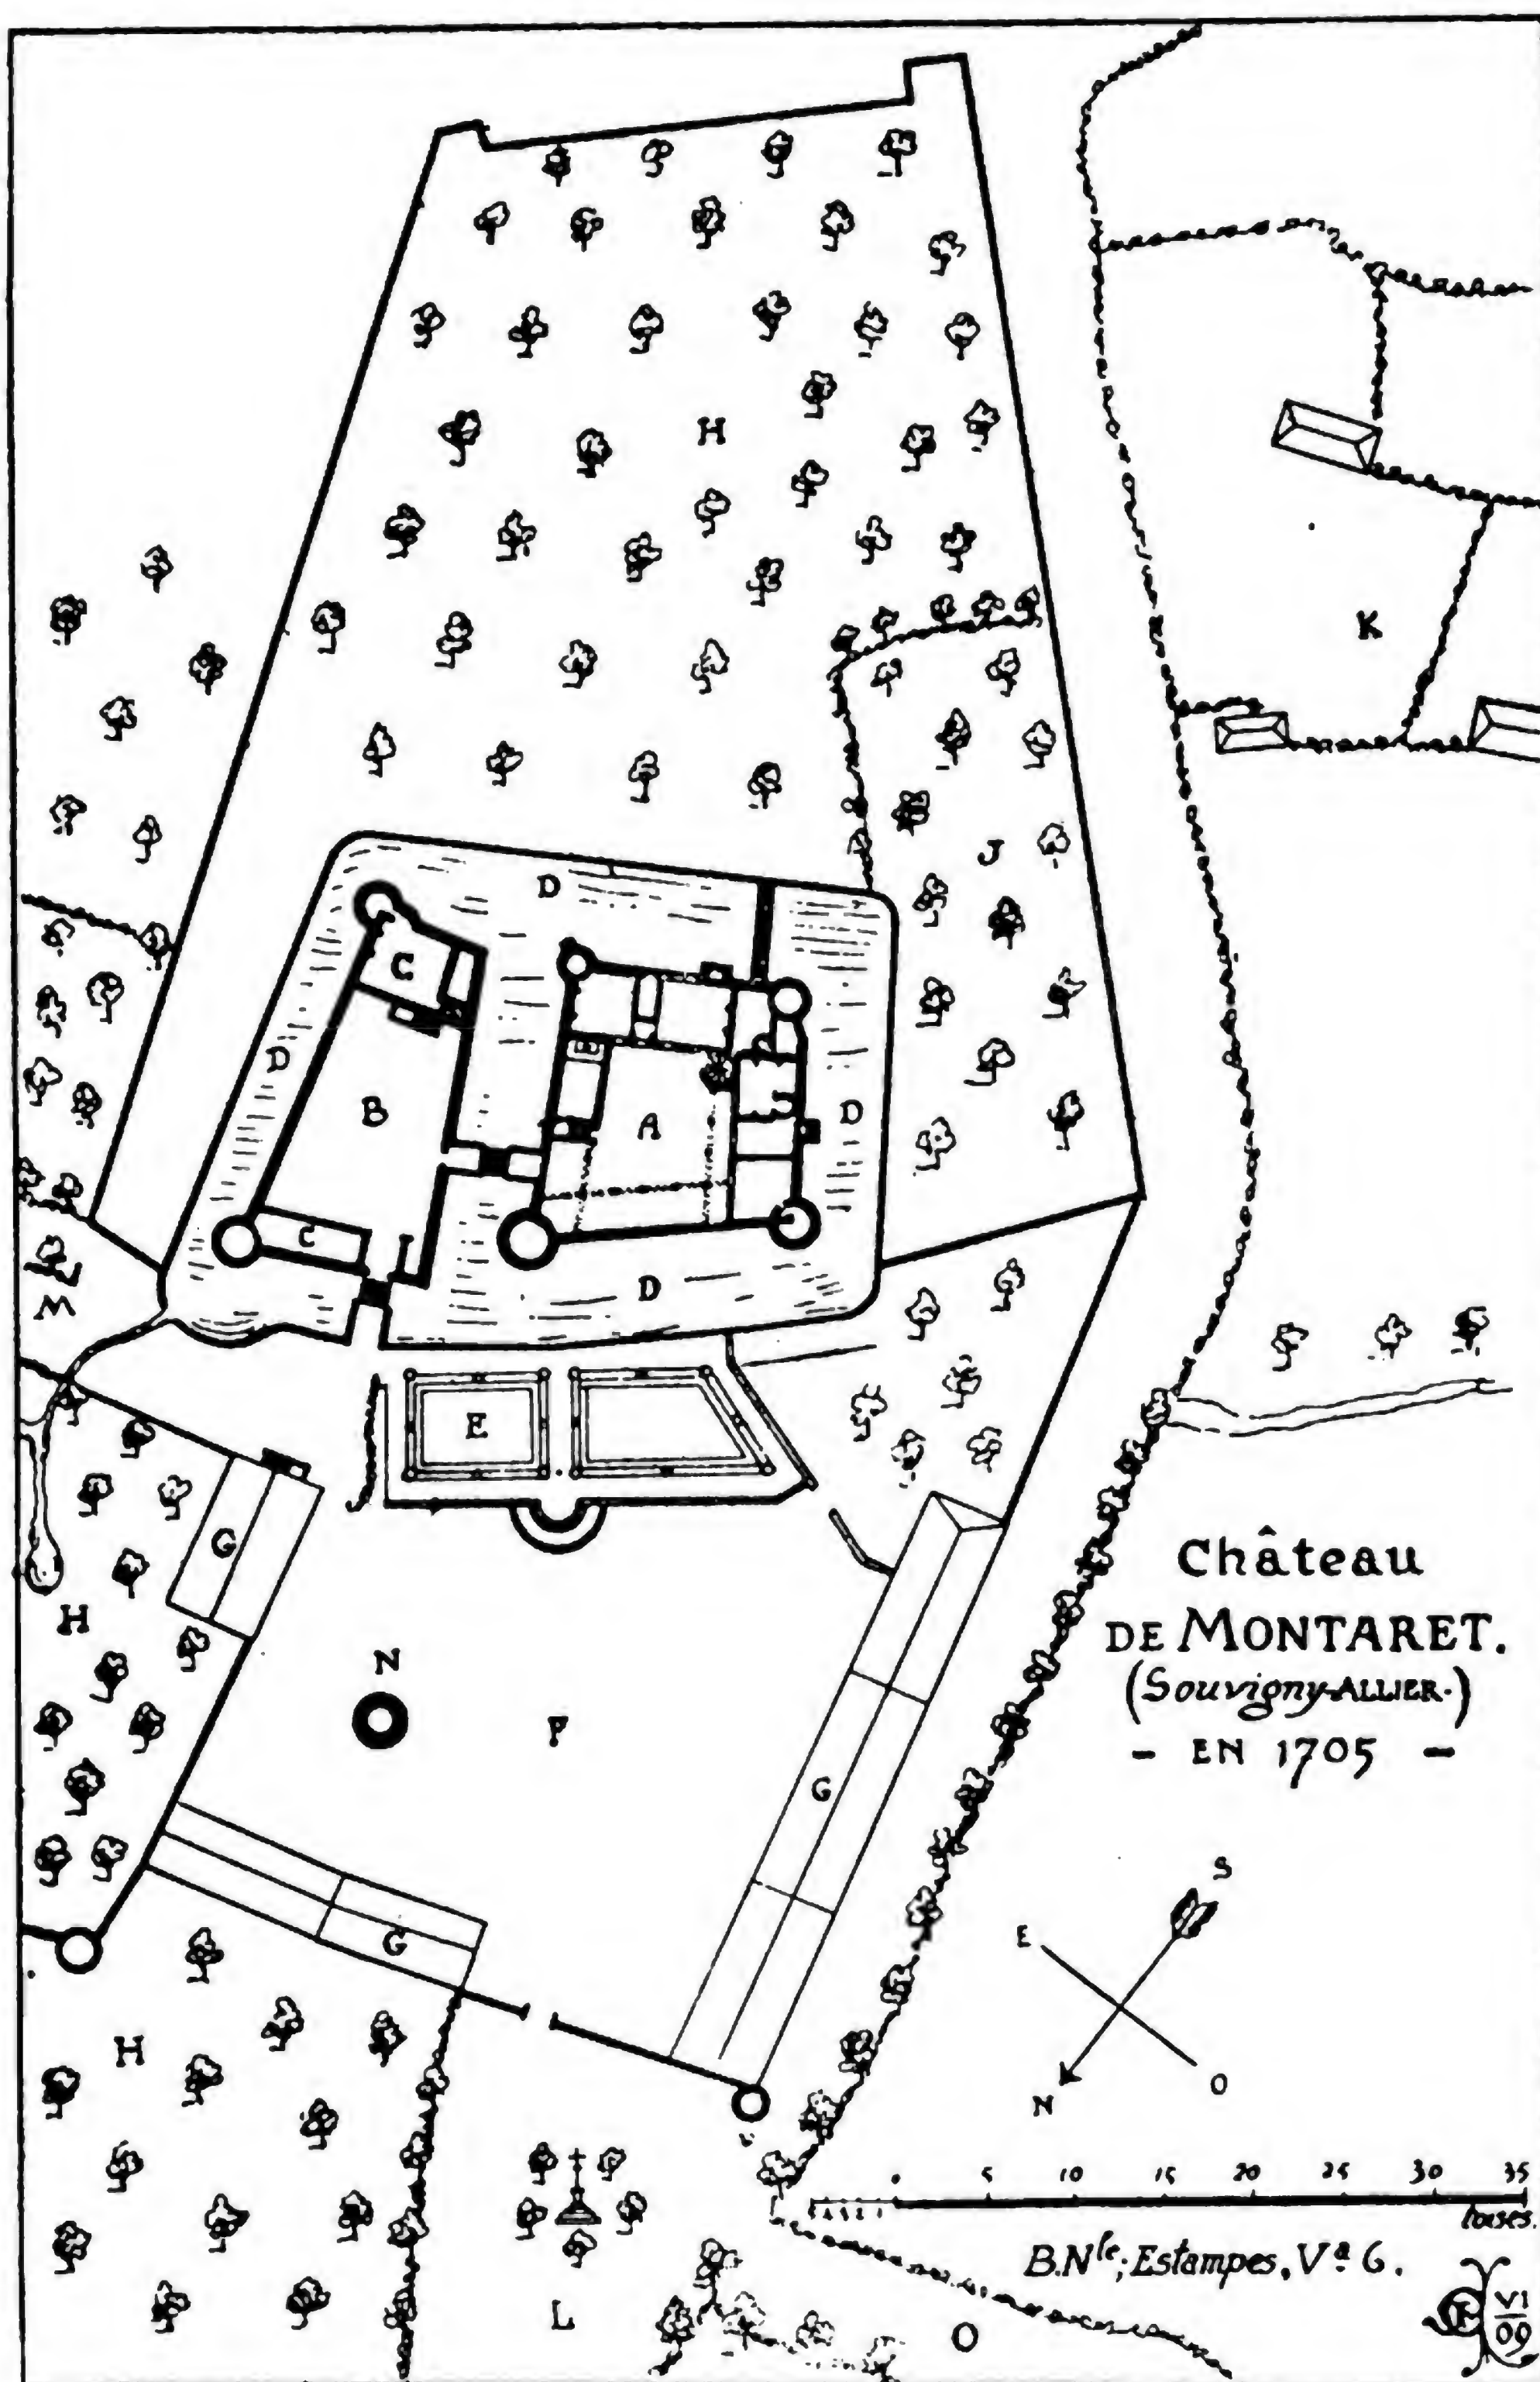 H
K
J
D
C
D
B
A
D
C
D
M
E
G
H
N
F
G
G
H
L
O
Château
DE MONTARET.
(Souvigny-ALLIER.)
- EN 1705 -
S
E
O
N
0 5 10 15 20 25 30 35
toises.
B.Nle; Estampes, Va 6.
VI
09